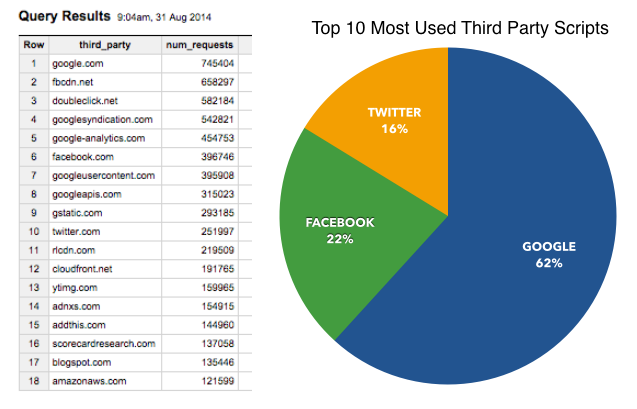 Query Results 9:04am, 31 Aug 2014
Row third_party num_requests
1 google.com 745404
2 fbcdn.net 658297
3 doubleclick.net 582184
4 googlesyndication.com 542821
5 google-analytics.com 454753
6 facebook.com 396746
7 googleusercontent.com 395908
8 googleapis.com 315023
9 gstatic.com 293185
10 twitter.com 251997
11 rlcdn.com 219509
12 cloudfront.net 191765
13 ytimg.com 159965
14 adnxs.com 154915
15 addthis.com 144960
16 scorecardresearch.com 137058
17 blogspot.com 135446
18 amazonaws.com 121599
Top 10 Most Used Third Party Scripts
TWITTER
16%
FACEBOOK
22%
GOOGLE
62%